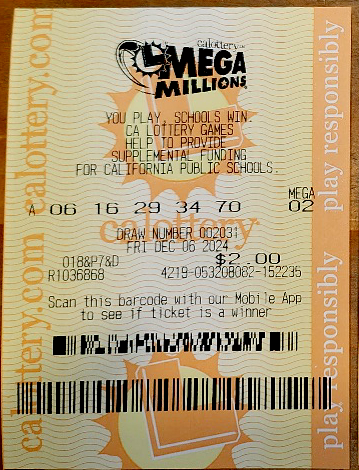 calottery
MEGA
MILLIONS
YOU PLAY, SCHOOLS WIN
CA LOTTERY GAMES
HELP TO PROVIDE
SUPPLEMENTAL FUNDING
FOR CALIFORNIA PUBLIC SCHOOLS.
MEGA
A 06 16 29 34 70 02
calottery
DRAW NUMBER 002031
FRI DEC 06 2024
018&P7&D $2.00
R1036868 4219-053208082-152235
Scan this barcode with our Mobile App
to see if ticket is a winner
calottery.com calottery.com
play responsibly play responsibly